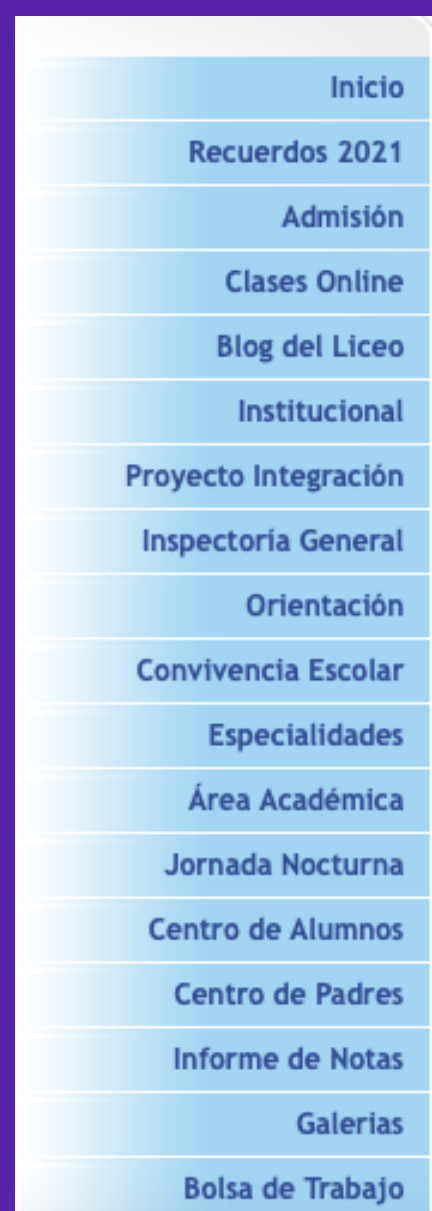 Inicio
Recuerdos 2021
Admisión
Clases Online
Blog del Liceo
Institucional
Proyecto Integración
Inspectoría General
Orientación
Convivencia Escolar
Especialidades
Área Académica
Jornada Nocturna
Centro de Alumnos
Centro de Padres
Informe de Notas
Galerias
Bolsa de Trabajo